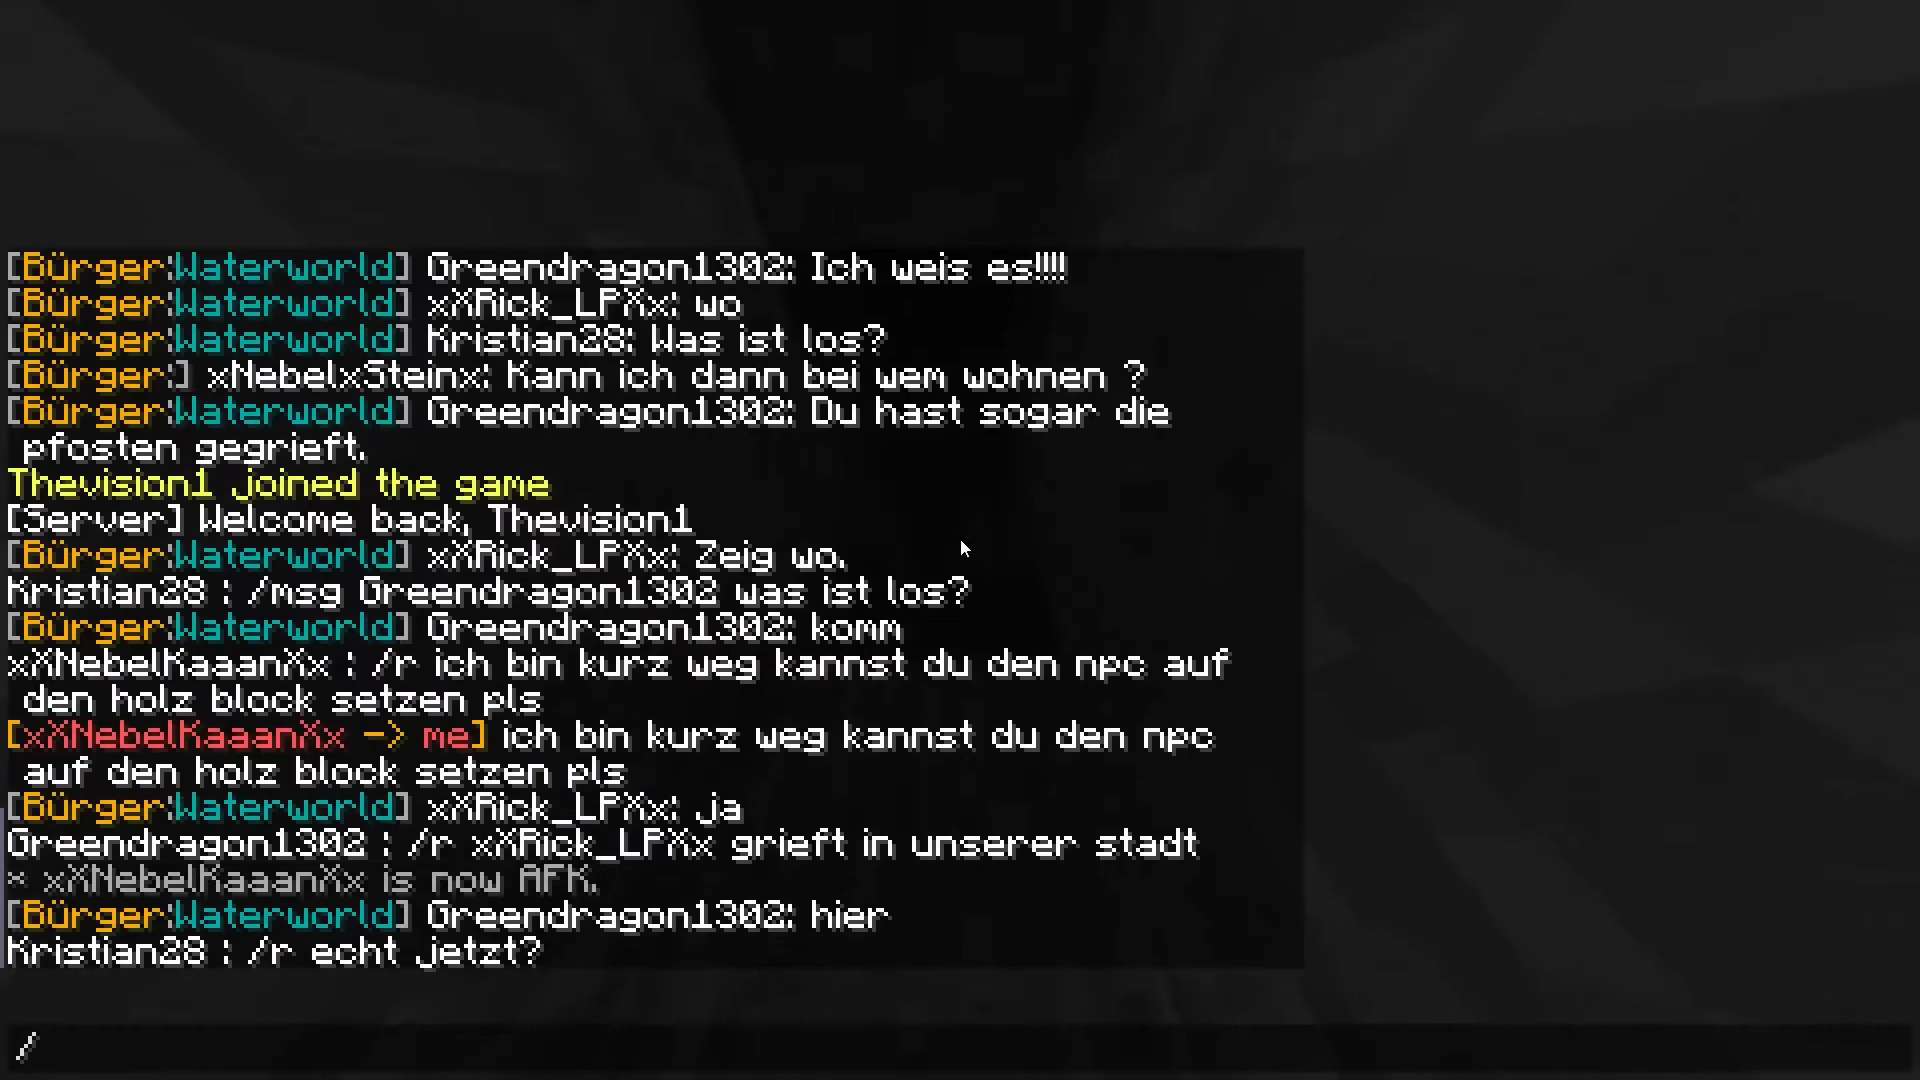 [Bürger:Waterworld] Greendragon1302: Ich weis es!!!!
[Bürger:Waterworld] xXRick_LPXx: wo
[Bürger:Waterworld] Kristian28: Was ist los?
[Bürger:] xNebelxSteinx: Kann ich dann bei wem wohnen ?
[Bürger:Waterworld] Greendragon1302: Du hast sogar die
pfosten gegrieft.
Thevision1 joined the game
[Server] Welcome back, Thevision1
[Bürger:Waterworld] xXRick_LPXx: Zeig wo.
Kristian28 : /msg Greendragon1302 was ist los?
[Bürger:Waterworld] Greendragon1302: komm
xXNebelKaaanXx : /r ich bin kurz weg kannst du den npc auf
den holz block setzen pls
[xXNebelKaaanXx -> me] ich bin kurz weg kannst du den npc
auf den holz block setzen pls
[Bürger:Waterworld] xXRick_LPXx: ja
Greendragon1302 : /r xXRick_LPXx grieft in unserer stadt
* xXNebelKaaanXx is now AFK.
[Bürger:Waterworld] Greendragon1302: hier
Kristian28 : /r echt jetzt?
/